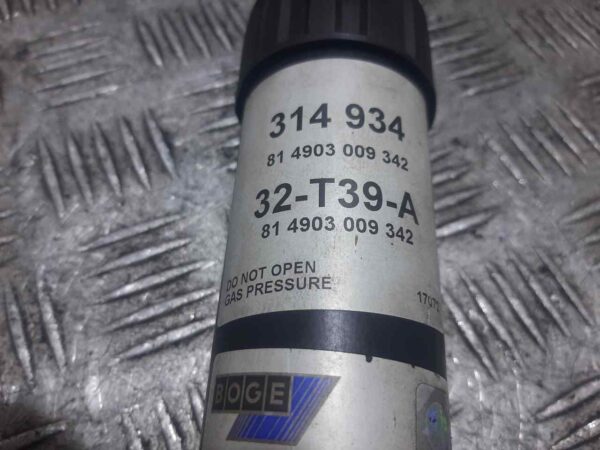 314 934
81 4903 009 342
32-T39-A
81 4903 009 342
DO NOT OPEN
GAS PRESSURE
BOGE